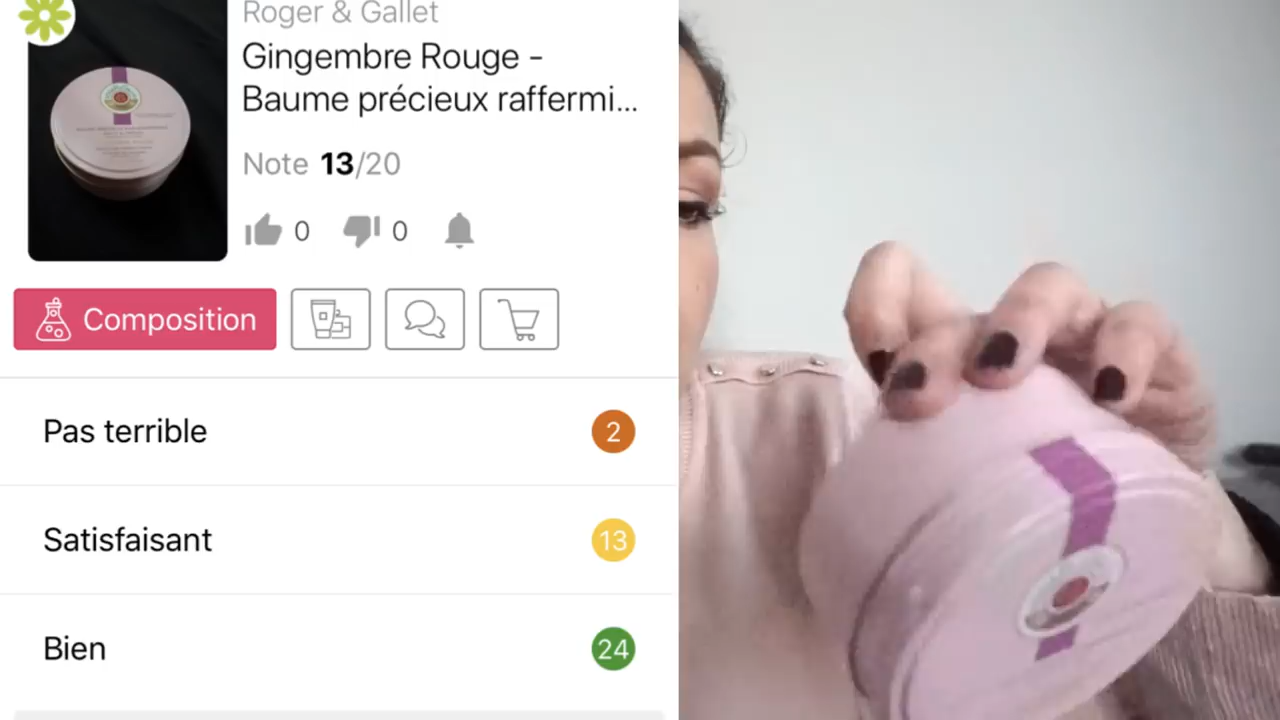 Roger & Gallet
Gingembre Rouge -
Baume précieux raffermi...
Note 13/20
0
0
Composition
Pas terrible
2
Satisfaisant
13
Bien
24